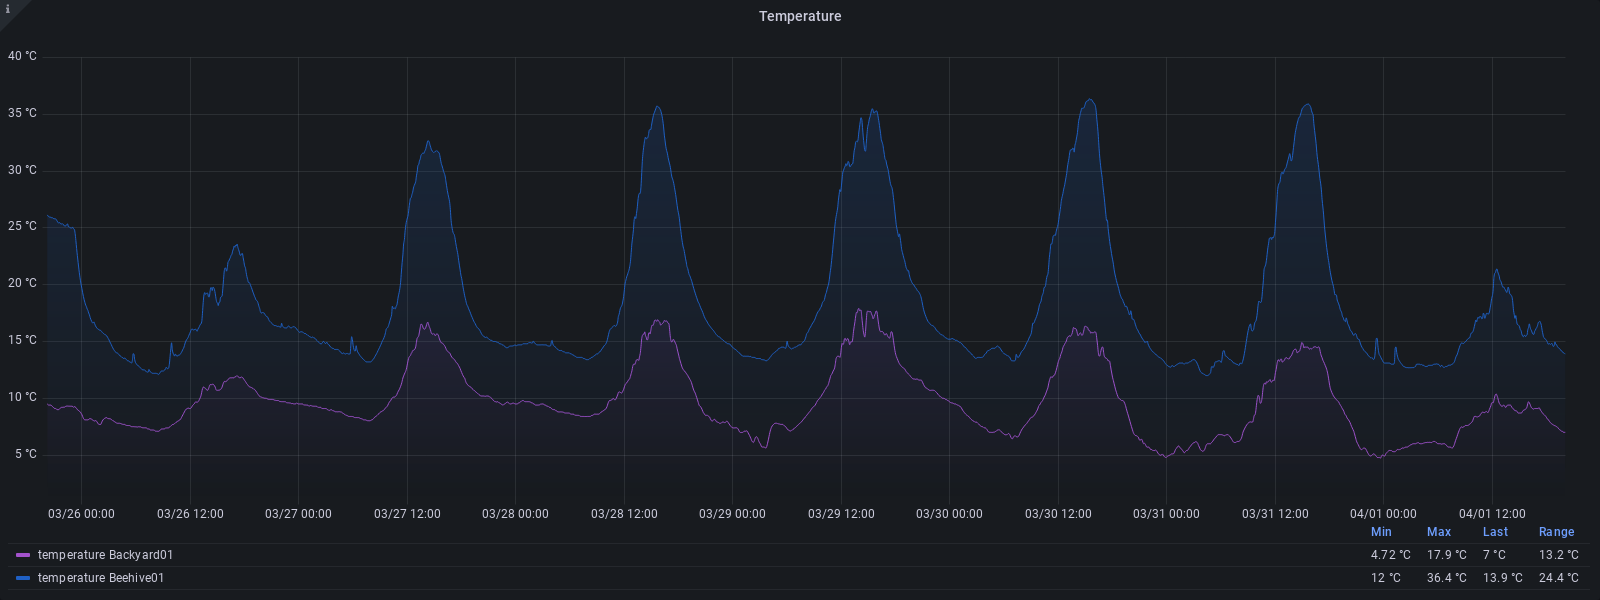 i
Temperature
40 °C
35 °C
30 °C
25 °C
20 °C
15 °C
10 °C
5 °C
03/26 00:00 03/26 12:00 03/27 00:00 03/27 12:00 03/28 00:00 03/28 12:00 03/29 00:00 03/29 12:00 03/30 00:00 03/30 12:00 03/31 00:00 03/31 12:00 04/01 00:00 04/01 12:00
Min Max Last Range
temperature Backyard01 4.72 °C 17.9 °C 7 °C 13.2 °C
temperature Beehive01 12 °C 36.4 °C 13.9 °C 24.4 °C